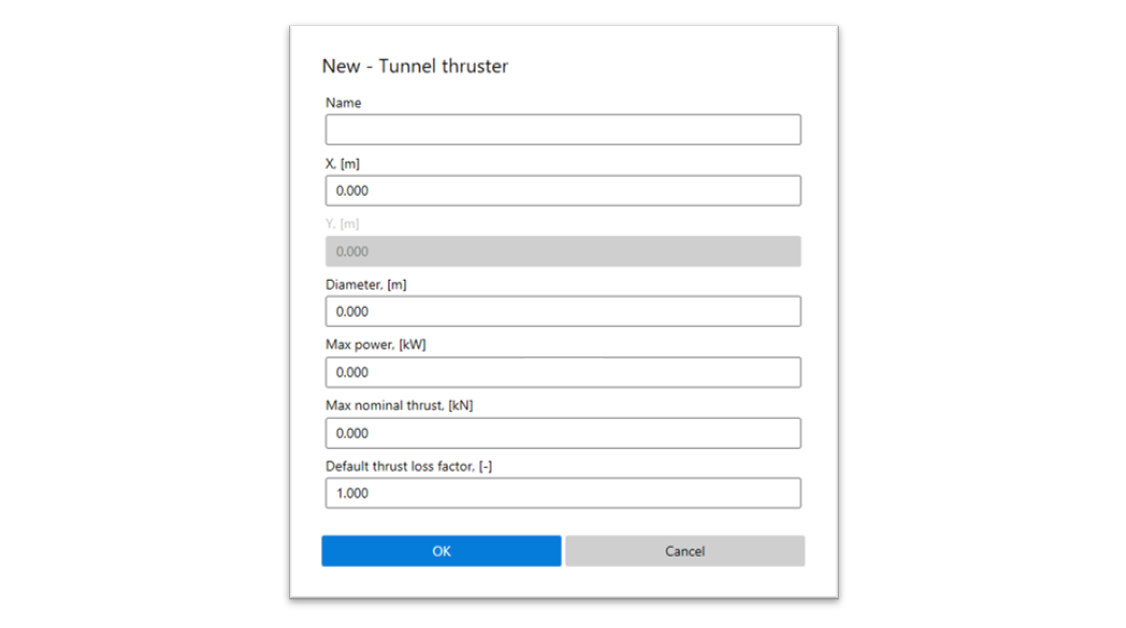 New - Tunnel thruster
Name
X, [m]
0.000
Y, [m]
0.000
Diameter, [m]
0.000
Max power, [kW]
0.000
Max nominal thrust, [kN]
0.000
Default thrust loss factor, [-]
1.000
OK Cancel